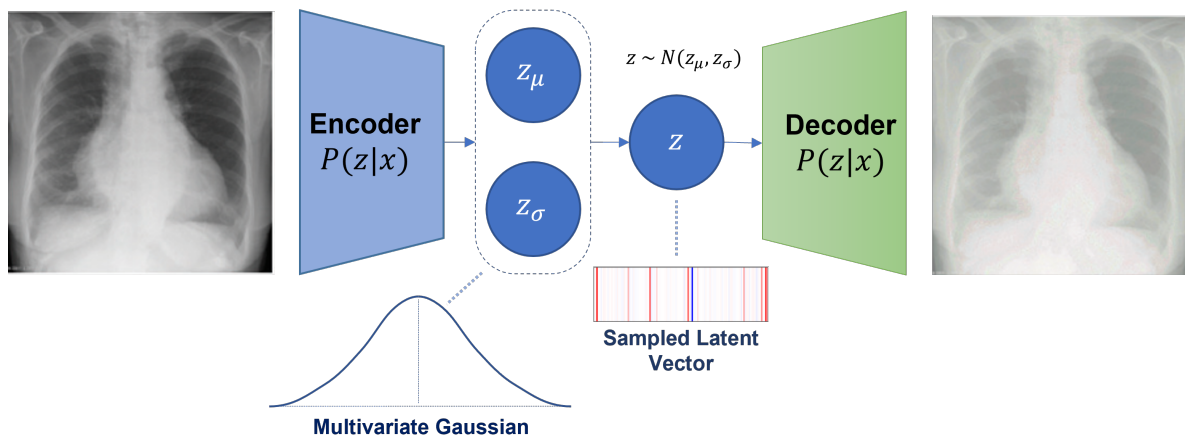 Encoder
P(z|x)
z_μ
z_σ
z ~ N(z_μ, z_σ)
z
Decoder
P(z|x)
Sampled Latent
Vector
Multivariate Gaussian